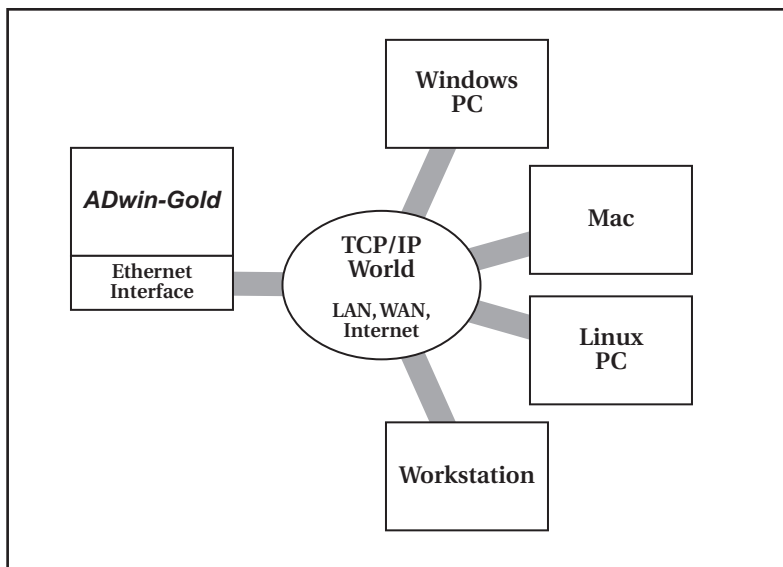 ADwin-Gold
Ethernet
Interface
TCP/IP
World
LAN, WAN,
Internet
Windows
PC
Mac
Linux
PC
Workstation